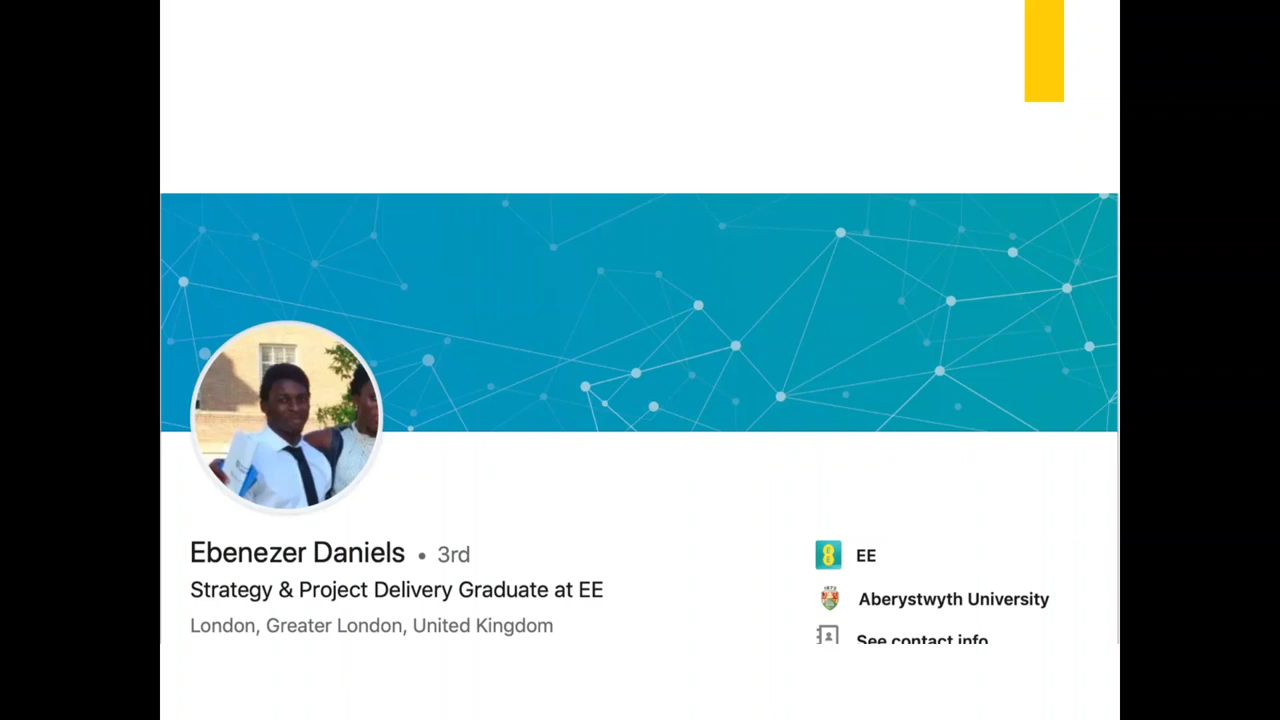 Ebenezer Daniels • 3rd
Strategy & Project Delivery Graduate at EE
London, Greater London, United Kingdom
EE
Aberystwyth University
See contact info